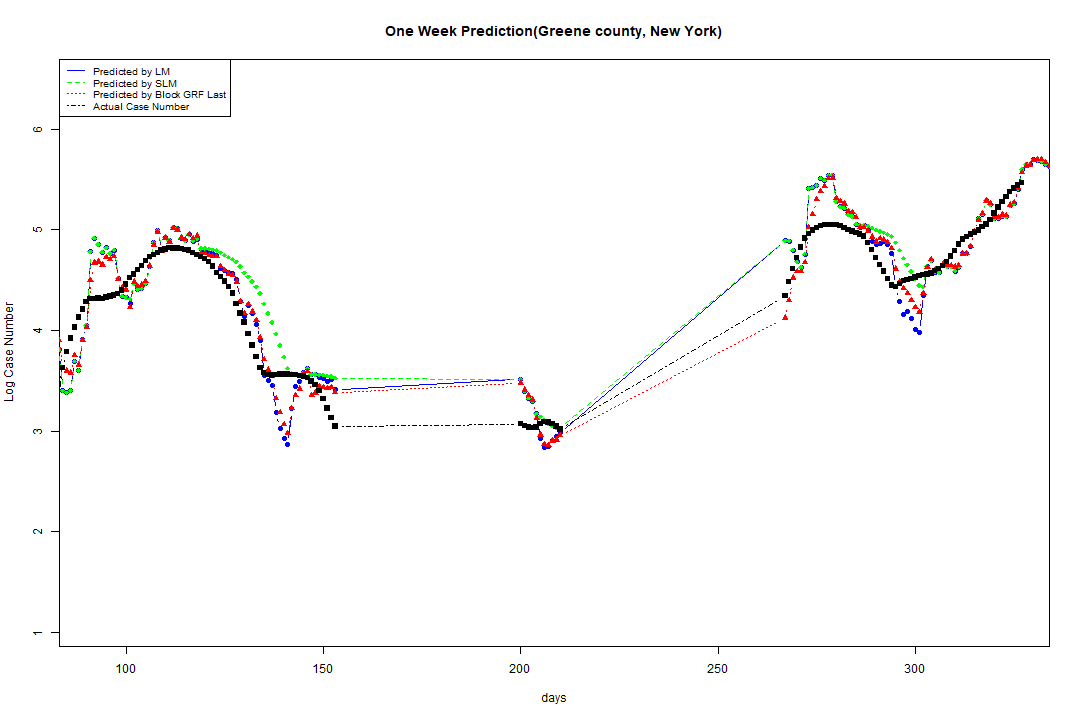 One Week Prediction(Greene county, New York)
Predicted by LM
Predicted by SLM
Predicted by Block GRF Last
Actual Case Number
6
5
4
3
2
1
Log Case Number
100 150 200 250 300
days